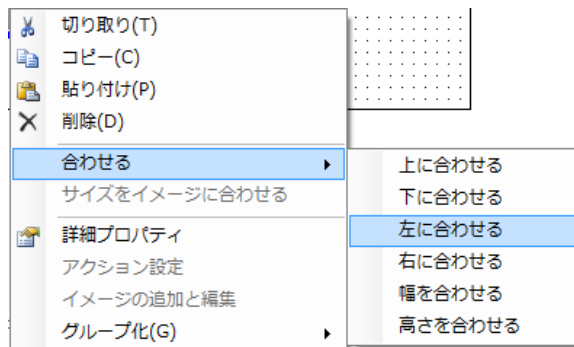 切り取り(T)
コピー(C)
貼り付け(P)
削除(D)
合わせる
サイズをイメージに合わせる
詳細プロパティ
アクション設定
イメージの追加と編集
グループ化(G)
上に合わせる
下に合わせる
左に合わせる
右に合わせる
幅を合わせる
高さを合わせる